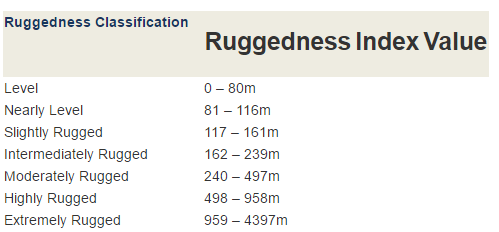 Ruggedness Classification Ruggedness Index Value
Level 0 – 80m
Nearly Level 81 – 116m
Slightly Rugged 117 – 161m
Intermediately Rugged 162 – 239m
Moderately Rugged 240 – 497m
Highly Rugged 498 – 958m
Extremely Rugged 959 – 4397m